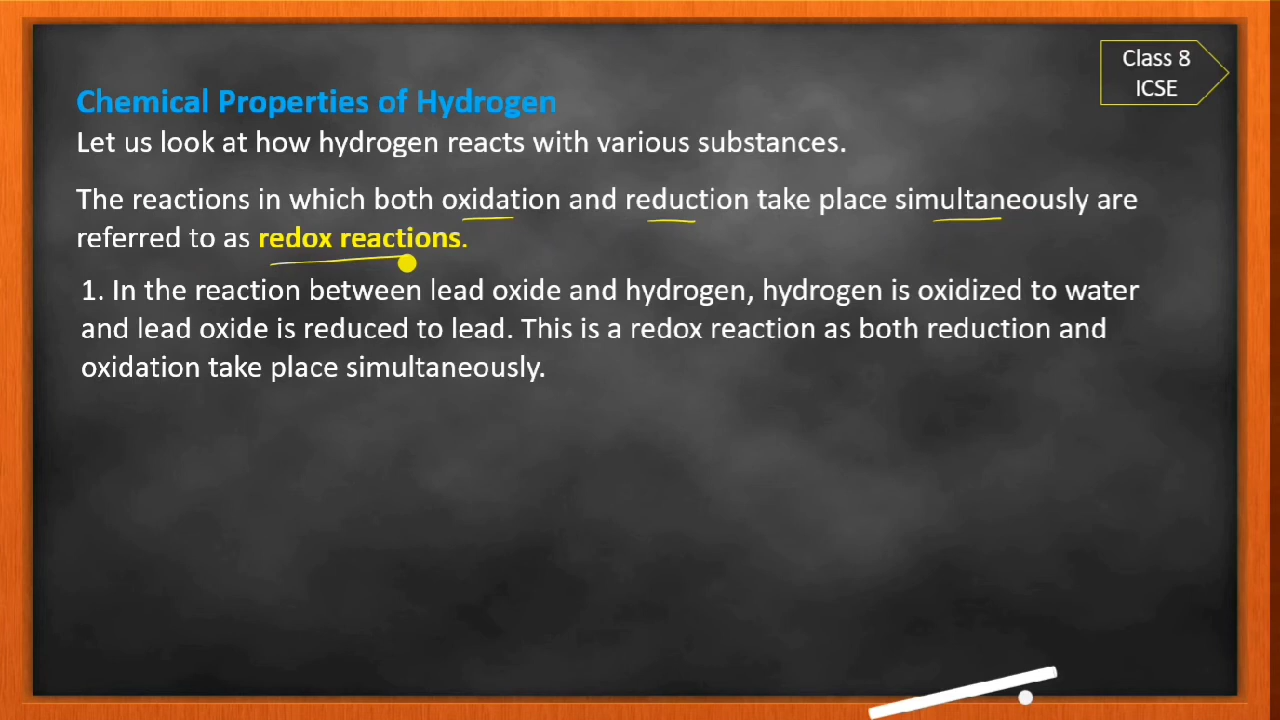 Class 8
ICSE
Chemical Properties of Hydrogen
Let us look at how hydrogen reacts with various substances.
The reactions in which both oxidation and reduction take place simultaneously are
referred to as redox reactions.
1. In the reaction between lead oxide and hydrogen, hydrogen is oxidized to water
and lead oxide is reduced to lead. This is a redox reaction as both reduction and
oxidation take place simultaneously.